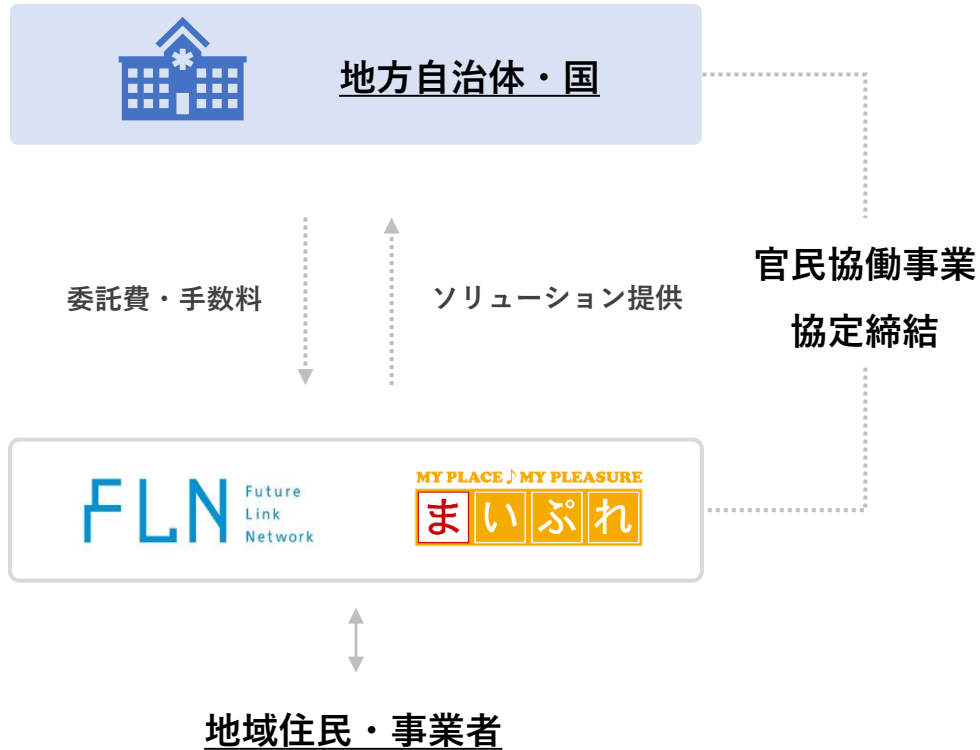 地方自治体・国
委託費・手数料
ソリューション提供
官民協働事業
協定締結
FLN
Future
Link
Network
MY PLACE♪MY PLEASURE
まいぷれ
地域住民・事業者